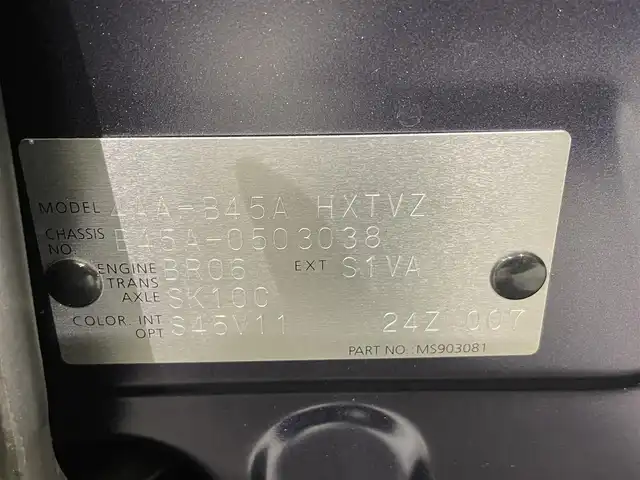 MODEL 4AA-B45A HXTVZ
CHASSIS NO. B45A-0503038
ENGINE BR06 EXT S1VA
TRANS AXLE SK100
COLOR. INT OPT S45V11 24Z 007
PART NO. MS903081